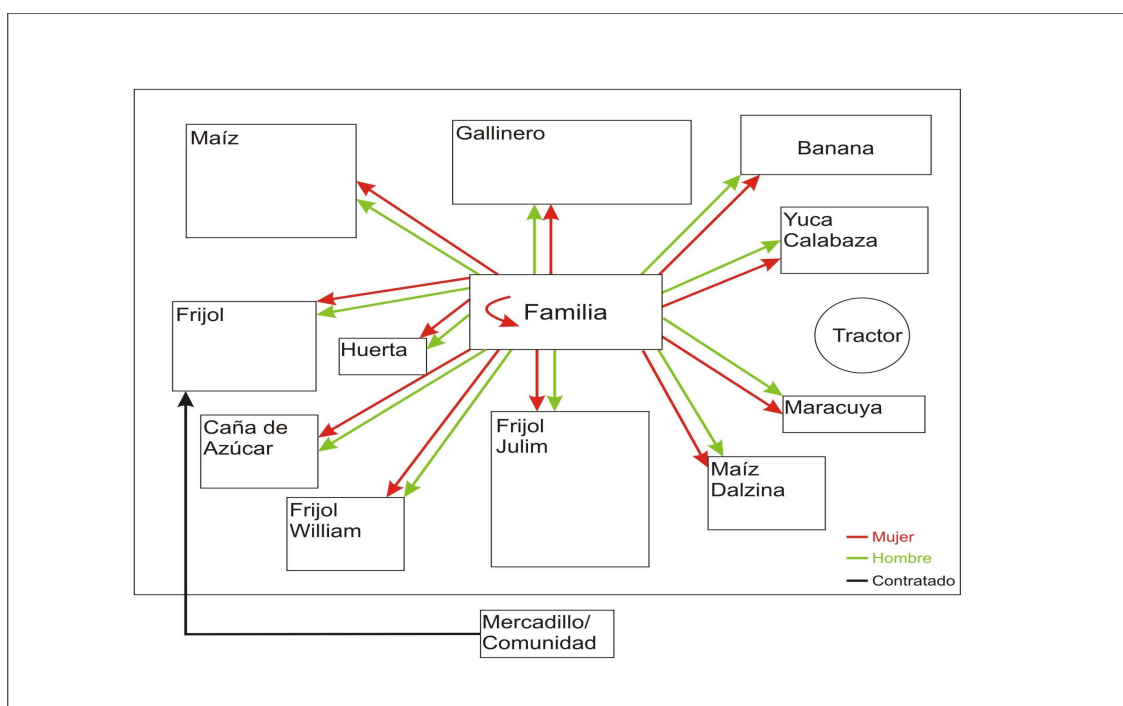 Maíz
Gallinero
Banana
Yuca
Calabaza
Frijol
Familia
Huerta
Tractor
Maracuya
Caña de
Azúcar
Frijol
Julim
Maíz
Dalzina
Frijol
William
Mujer
Hombre
Contratado
Mercadillo/
Comunidad